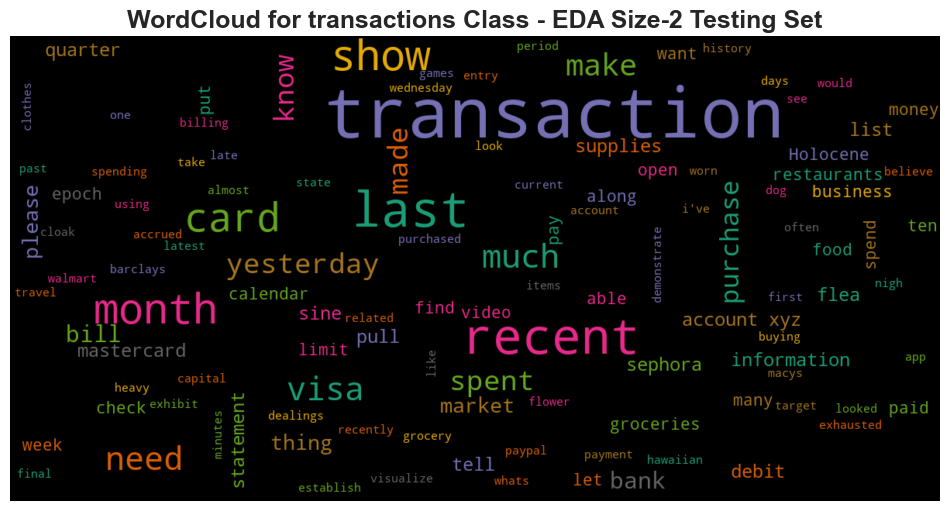 WordCloud for transactions Class - EDA Size-2 Testing Set
quarter
show
period
want
history
clothes
know
games
entry
make
days
would
put
wednesday
transaction
see
money
one
billing
list
past
take
late
made
look
supplies
Holocene
spending
state
open
worn
restaurants
believe
please
epoch
almost
current
along
dog
business
using
card
last
account
i've
purchase
cloak
accrued
purchased
pay
often
ten
latest
yesterday
much
demonstrate
food
spend
walmart
barclays
items
nigh
travel
calendar
able
first
flea
month
sine
find
video
related
account xyz
bill
pull
recent
buying
mastercard
limit
like
sephora
information
app
heavy
capital
visa
spent
macys
check
exhibit
statement
dealings
market
flower
many
target
looked
paid
minutes
recently
grocery
groceries
exhausted
week
thing
need
tell
paypal
payment
hawaiian
debit
final
establish
visualize
whats
let
bank